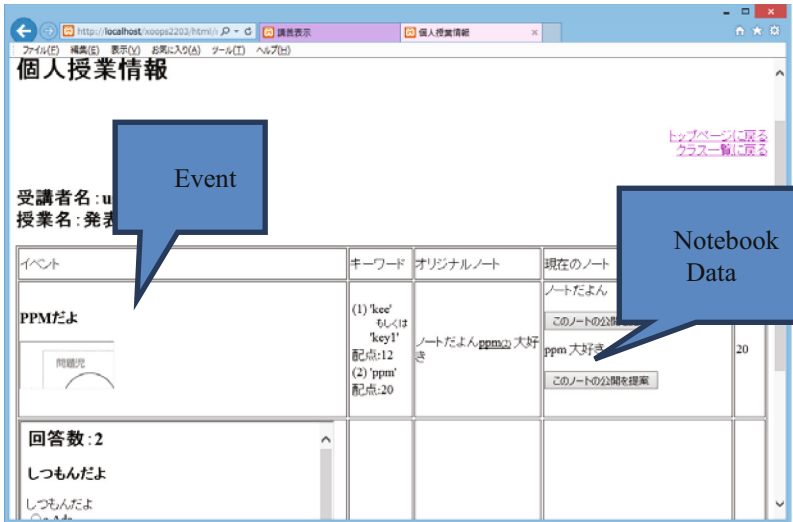 http://localhost/xoops2203/html/
講義表示
個人授業情報
ファイル(F) 編集(E) 表示(V) お気に入り(A) ツール(T) ヘルプ(H)
個人授業情報
トップページに戻る
クラス一覧に戻る
Event
受講者名:u
授業名:発表
Notebook
Data
イベント
キーワード
オリジナルノート
現在のノート
PPMだよ
問題児
(1) 'kee'
もしくは
'key1'
配点:12
(2) 'ppm'
配点:20
ノートだよんppm(2) 大好
き
ノートだよん
このノートの公開
ppm 大好き
このノートの公開を提案
20
回答数:2
しつもんだよ
しつもんだよ